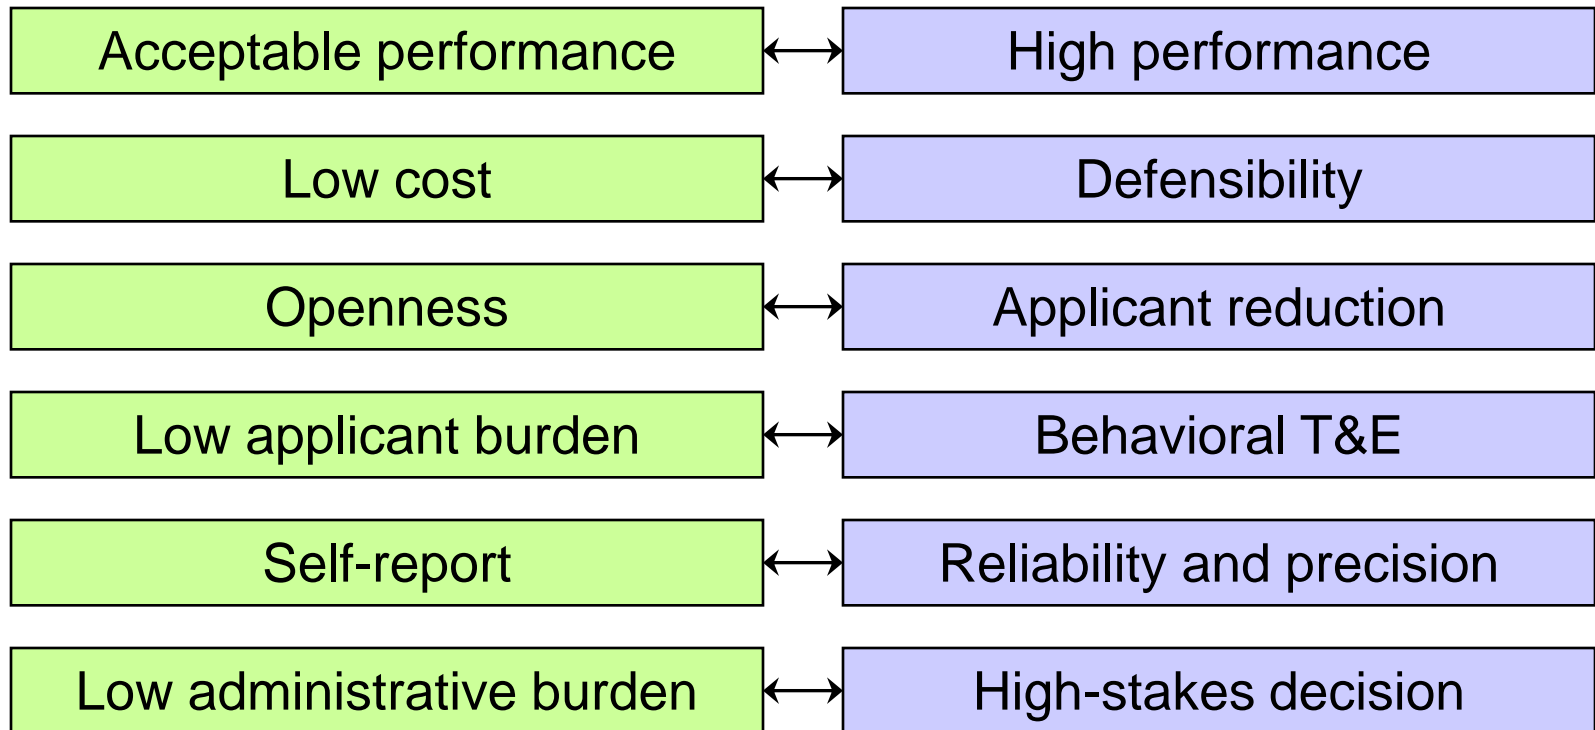 Acceptable performance
High performance
Low cost
Defensibility
Openness
Applicant reduction
Low applicant burden
Behavioral T&E
Self-report
Reliability and precision
Low administrative burden
High-stakes decision